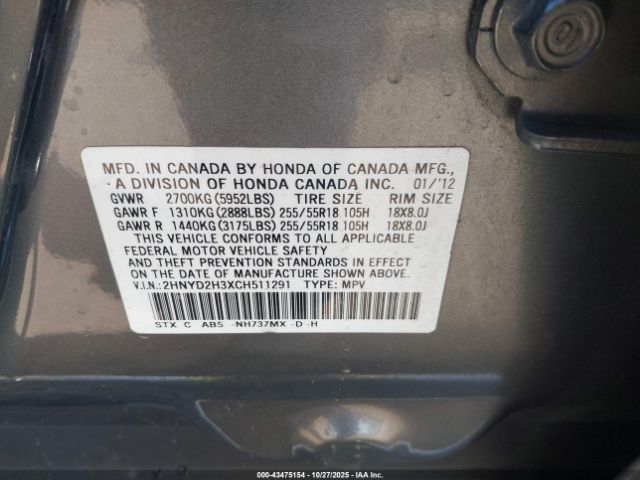 MFD. IN CANADA BY HONDA OF CANADA MFG.,
A DIVISION OF HONDA CANADA INC. 01/'12
GVWR 2700KG(5952LBS) TIRE SIZE RIM SIZE
GAWR F 1310KG(2888LBS) 255/55R18 105H 18X8.0J
GAWR R 1440KG(3175LBS) 255/55R18 105H 18X8.0J
THIS VEHICLE CONFORMS TO ALL APPLICABLE
FEDERAL MOTOR VEHICLE SAFETY
AND THEFT PREVENTION STANDARDS IN EFFECT
ON THE DATE OF MANUFACTURE SHOWN ABOVE.
V.I.N.:2HNYD2H3XCH511291 TYPE: MPV
STX C AB5 -NH737MX -D -H
00-43475154 | 10/27/2025 | IAA Inc.